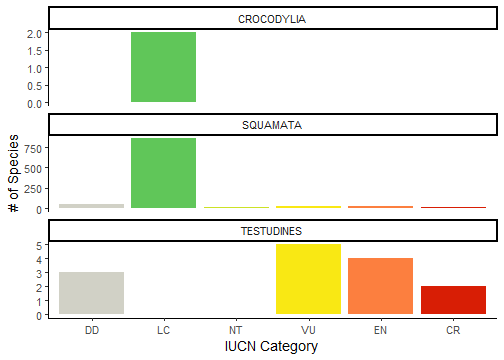 CROCODYLIA
2.0
1.5
1.0
0.5
0.0
SQUAMATA
750
500
250
0
# of Species
TESTUDINES
5
4
3
2
1
0
DD LC NT VU EN CR
IUCN Category